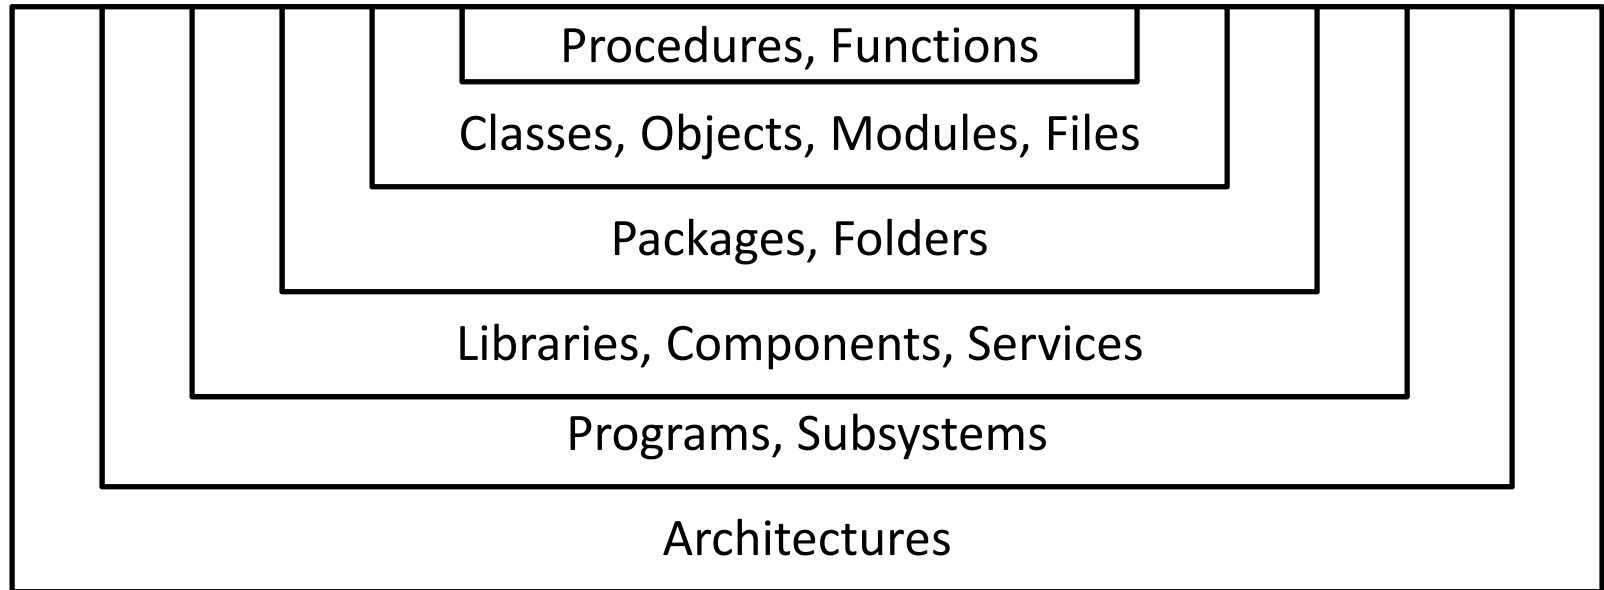 Procedures, Functions
Classes, Objects, Modules, Files
Packages, Folders
Libraries, Components, Services
Programs, Subsystems
Architectures